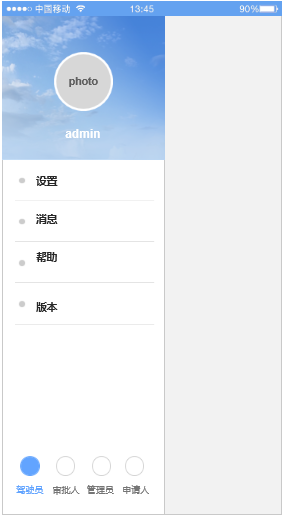 中国移动 13:45 90%
photo
admin
设置
消息
帮助
版本
驾驶员 审批人 管理员 申请人